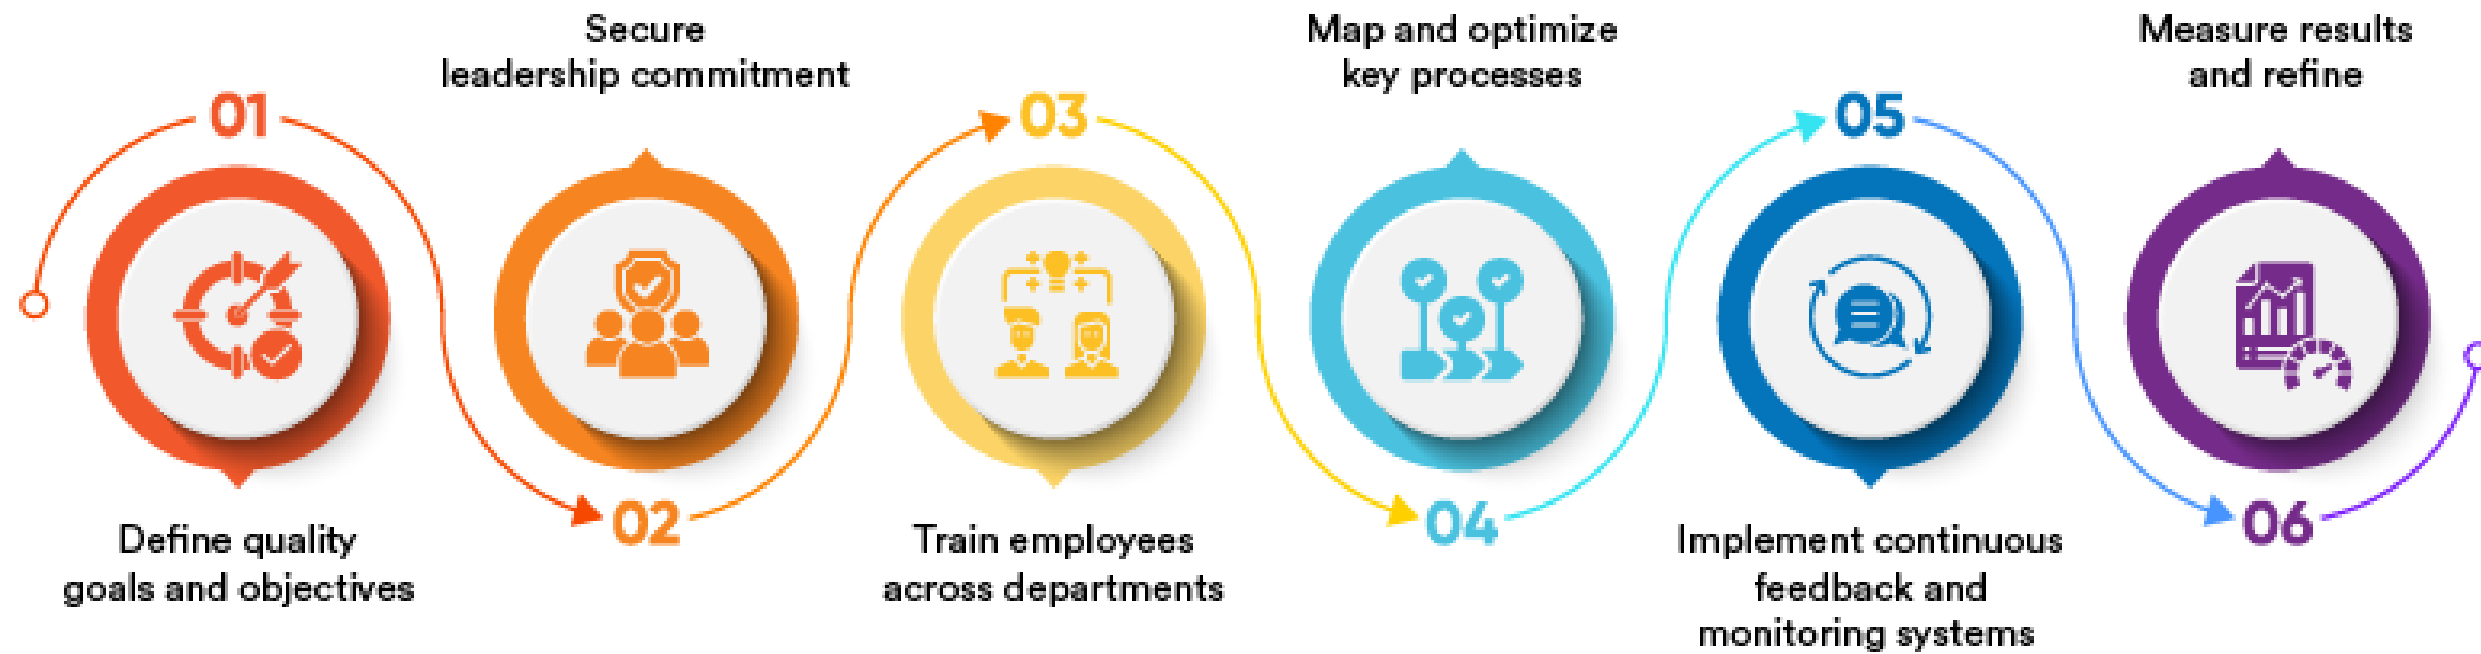 01
Define quality
goals and objectives
Secure
leadership commitment
02
03
Train employees
across departments
Map and optimize
key processes
04
05
Implement continuous
feedback and
monitoring systems
Measure results
and refine
06